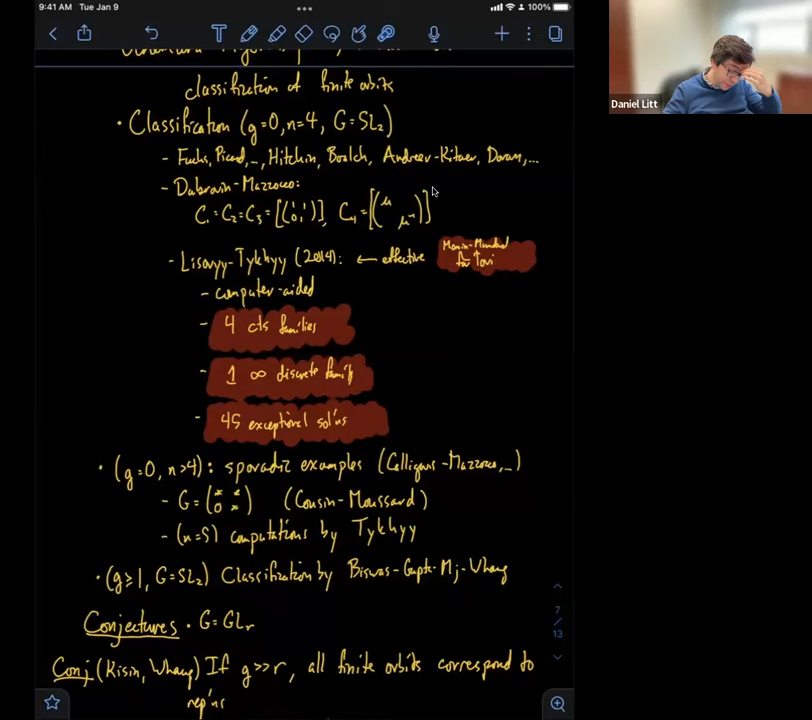 9:41 AM Tue Jan 9
100%
classification of finite orbits
• Classification (g=0, n=4, G=SL₂)
- Fuchs, Picard, ..., Hitchin, Boalch, Andreev-Kitaev, Doran, ...
- Dubrovin-Mazzocco:
C₁=C₂=C₃=[(1 1 0 1)], C₄=[(μ μ⁻¹)]
- Lisovyy-Tykhyy (2014): ← effective Manin-Mumford for Tori
- computer-aided
- 4 cts families
- 1 ∞ discrete family
- 45 exceptional sol'ns
• (g=0, n>4): sporadic examples (Calligaris-Mazzocco, ...)
- G=(* * 0 *) (Cousin-Moussard)
- (n=5) computations by Tykhyy
• (g≥1, G=SL₂) Classification by Biswas-Gupta-Mj-Whang
Conjectures • G=GLᵣ
Conj (Kisin, Whang) If g>>r, all finite orbits correspond to
rep'ns
7
/
13
Daniel Litt